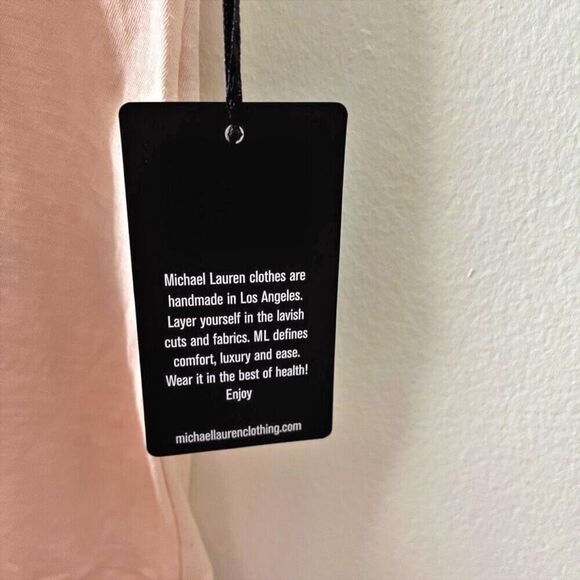 Michael Lauren clothes are
handmade in Los Angeles.
Layer yourself in the lavish
cuts and fabrics. ML defines
comfort, luxury and ease.
Wear it in the best of health!
Enjoy
michaellaurenclothing.com